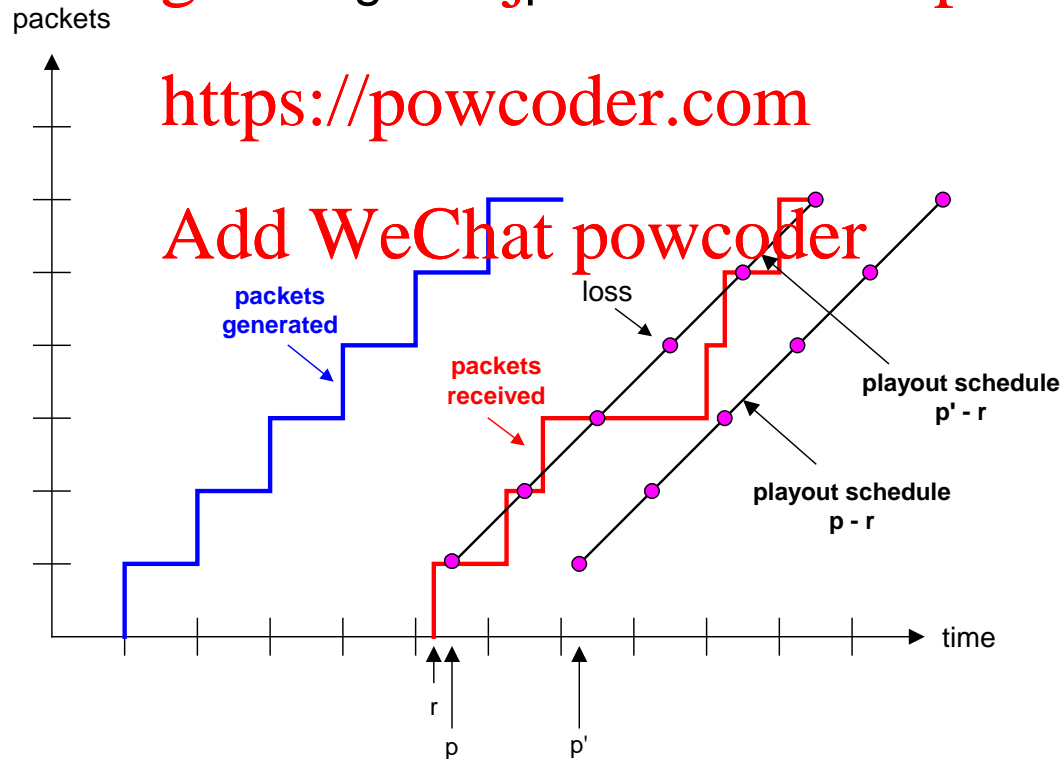 packets
https://powcoder.com
Add WeChat powcoder
packets
generated
loss
packets
received
playout schedule
p' - r
playout schedule
p - r
time
r
p
p'